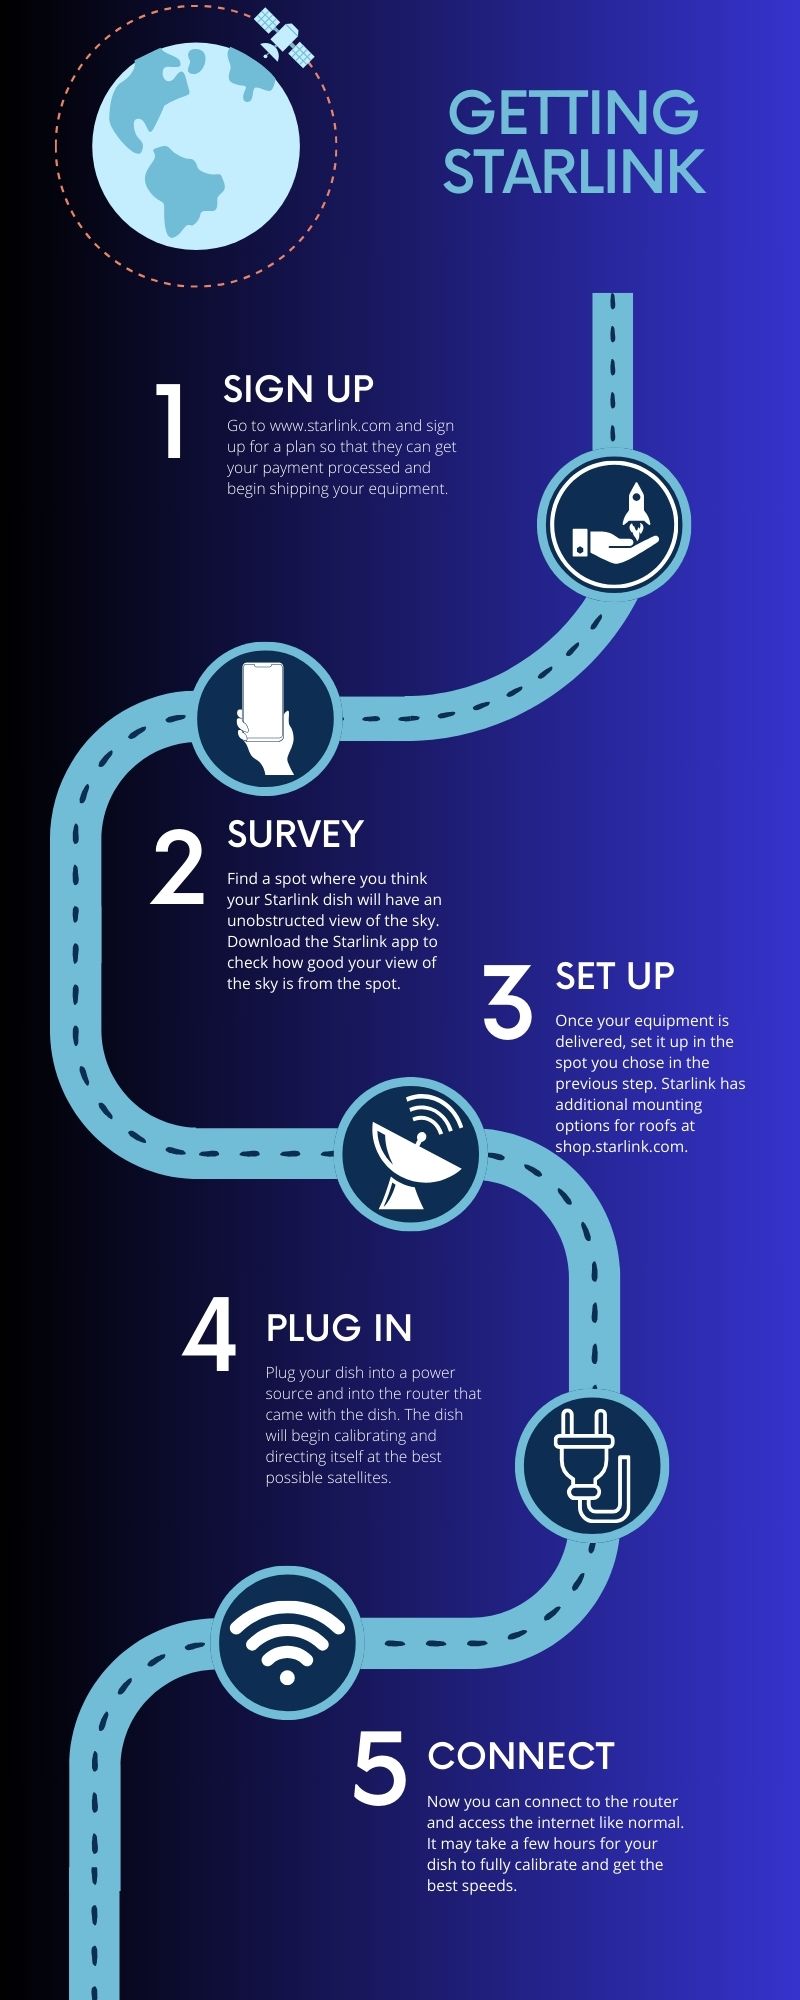 GETTING
STARLINK
1
SIGN UP
Go to www.starlink.com and sign
up for a plan so that they can get
your payment processed and
begin shipping your equipment.
2
SURVEY
Find a spot where you think
your Starlink dish will have an
unobstructed view of the sky.
Download the Starlink app to
check how good your view of
the sky is from the spot.
3
SET UP
Once your equipment is
delivered, set it up in the
spot you chose in the
previous step. Starlink has
additional mounting
options for roofs at
shop.starlink.com.
4
PLUG IN
Plug your dish into a power
source and into the router that
came with the dish. The dish
will begin calibrating and
directing itself at the best
possible satellites.
5
CONNECT
Now you can connect to the router
and access the internet like normal.
It may take a few hours for your
dish to fully calibrate and get the
best speeds.